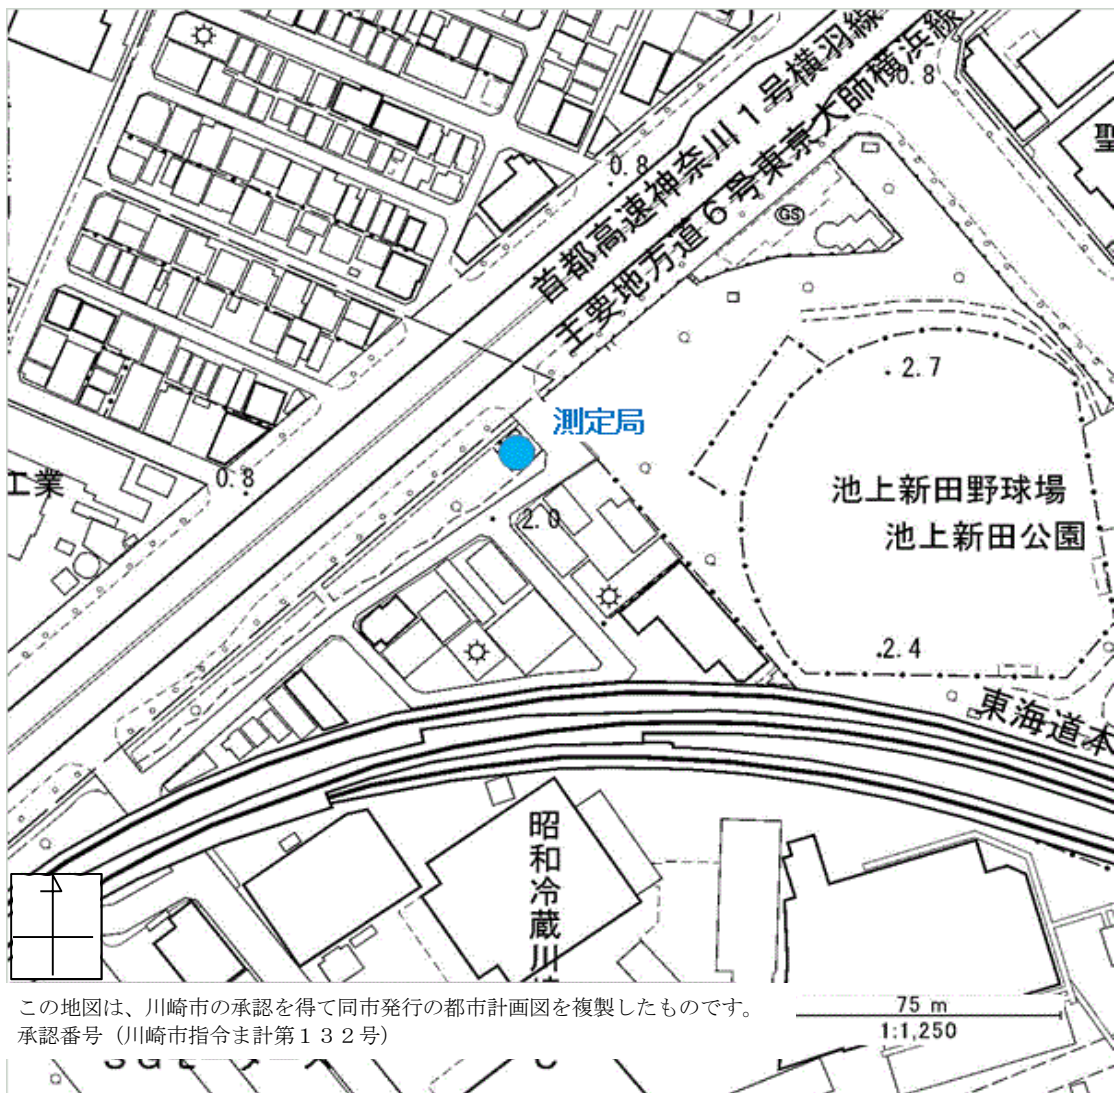 首都高速神奈川1号横羽線
主要地方道6号東京大師横浜線
0.8
0.8
聖
GS
2.7
測定局
工業
0.8
2.0
池上新田野球場
池上新田公園
2.4
東海道本
昭和冷蔵川
この地図は、川崎市の承認を得て同市発行の都市計画図を複製したものです。
承認番号（川崎市指令ま計第132号）
75 m
1:1,250